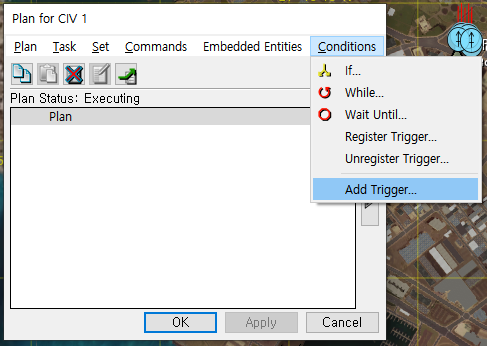 Plan for CIV 1
Plan Task Set Commands Embedded Entities Conditions
If...
While...
Wait Until...
Register Trigger...
Unregister Trigger...
Add Trigger...
Plan Status: Executing
Plan
OK Apply Cancel